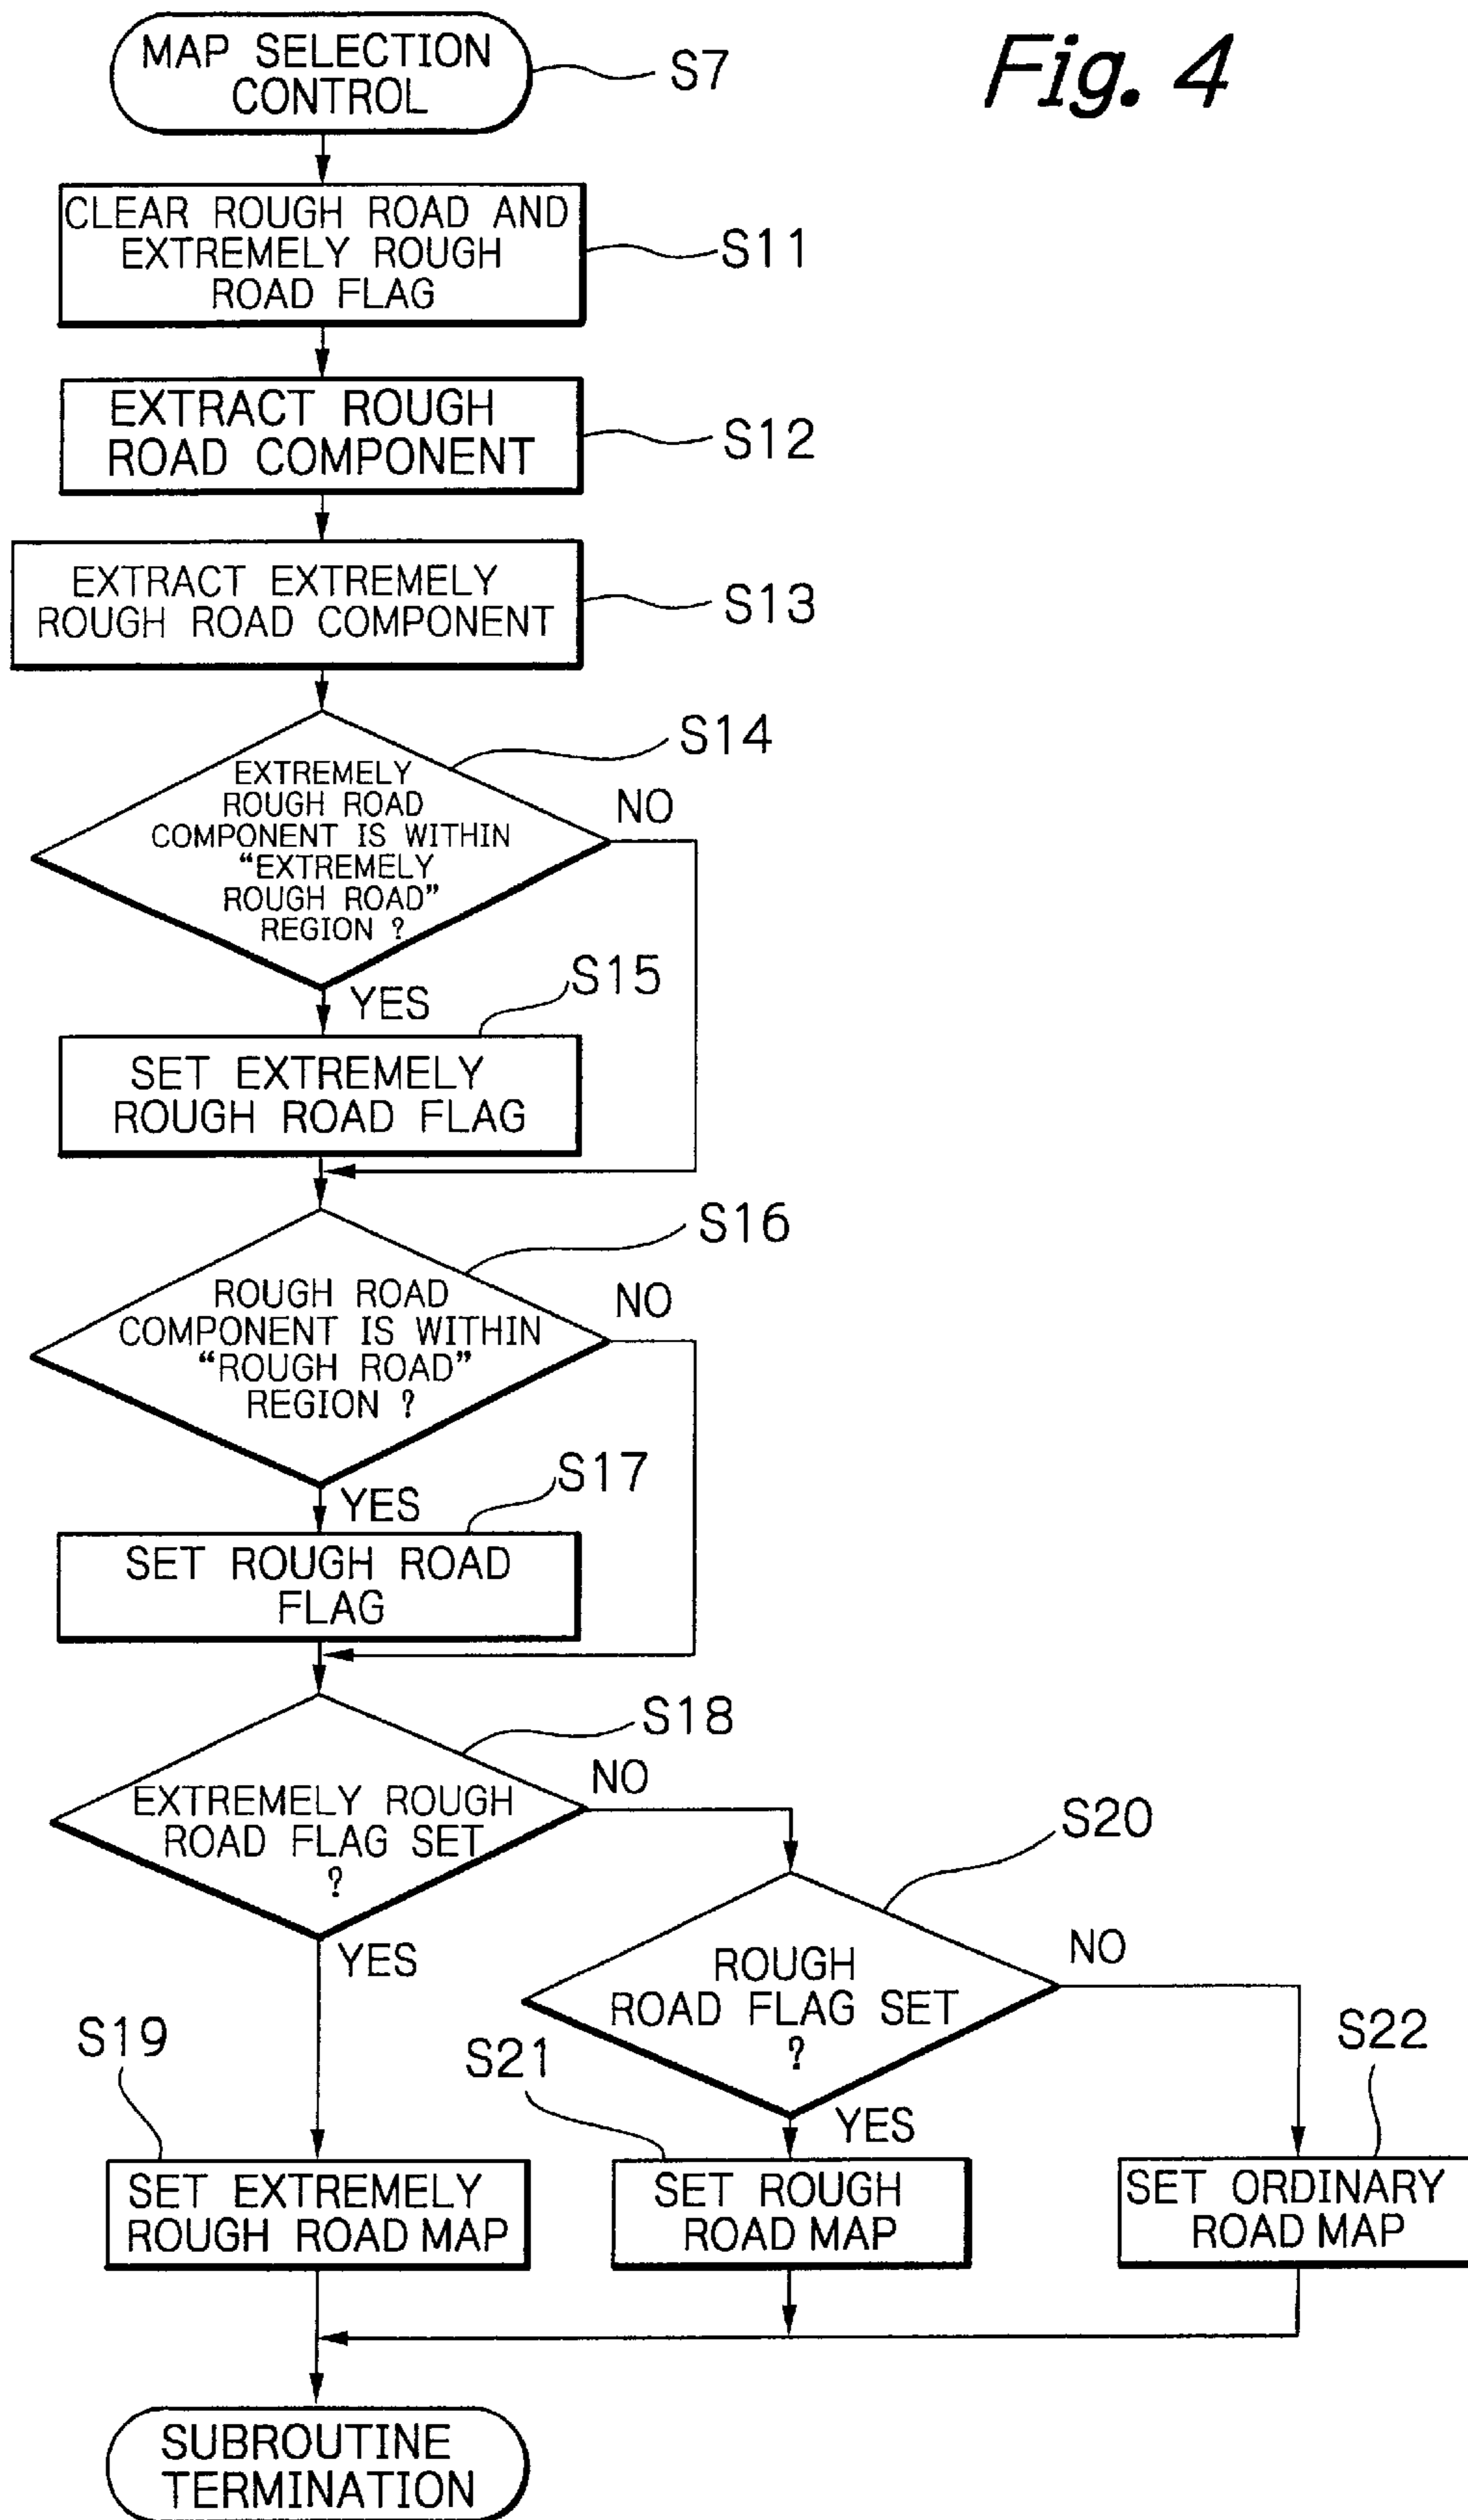 MAP SELECTION
CONTROL
S7
Fig. 4
CLEAR ROUGH ROAD AND
EXTREMELY ROUGH
ROAD FLAG
S11
EXTRACT ROUGH
ROAD COMPONENT
S12
EXTRACT EXTREMELY
ROUGH ROAD COMPONENT
S13
S14
EXTREMELY
ROUGH ROAD
COMPONENT IS WITHIN
“EXTREMELY
ROUGH ROAD”
REGION ?
NO
YES
S15
SET EXTREMELY
ROUGH ROAD FLAG
S16
ROUGH ROAD
COMPONENT IS WITHIN
“ROUGH ROAD”
REGION ?
NO
YES
S17
SET ROUGH ROAD
FLAG
S18
EXTREMELY ROUGH
ROAD FLAG SET
?
NO
YES
S20
ROUGH
ROAD FLAG SET
?
NO
YES
S19
SET EXTREMELY
ROUGH ROAD MAP
S21
SET ROUGH
ROAD MAP
S22
SET ORDINARY
ROAD MAP
SUBROUTINE
TERMINATION